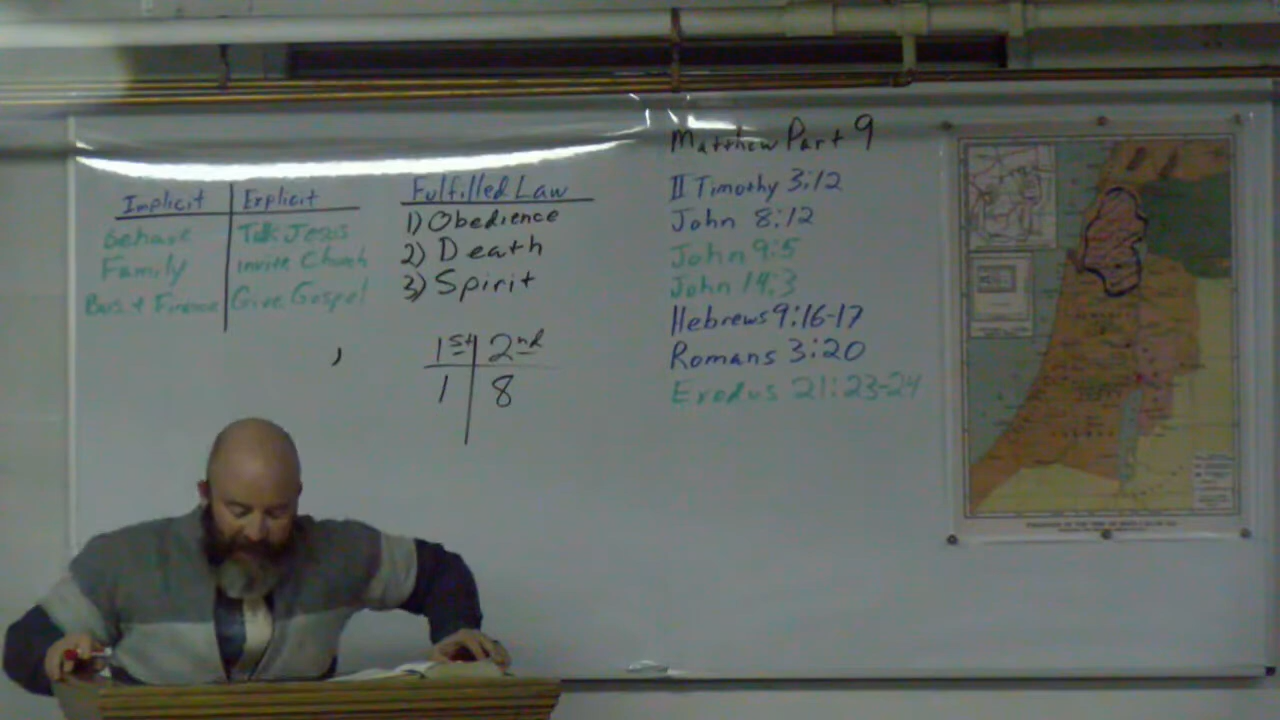 Implicit Explicit
Behave Talk Jesus
Family Invite Church
Bus. + Finance Give Gospel
Fulfilled Law
1) Obedience
2) Death
3) Spirit
1st 2nd
1 8
Matthew Part 9
II Timothy 3:12
John 8:12
John 9:5
John 14:3
Hebrews 9:16-17
Romans 3:20
Exodus 21:23-24